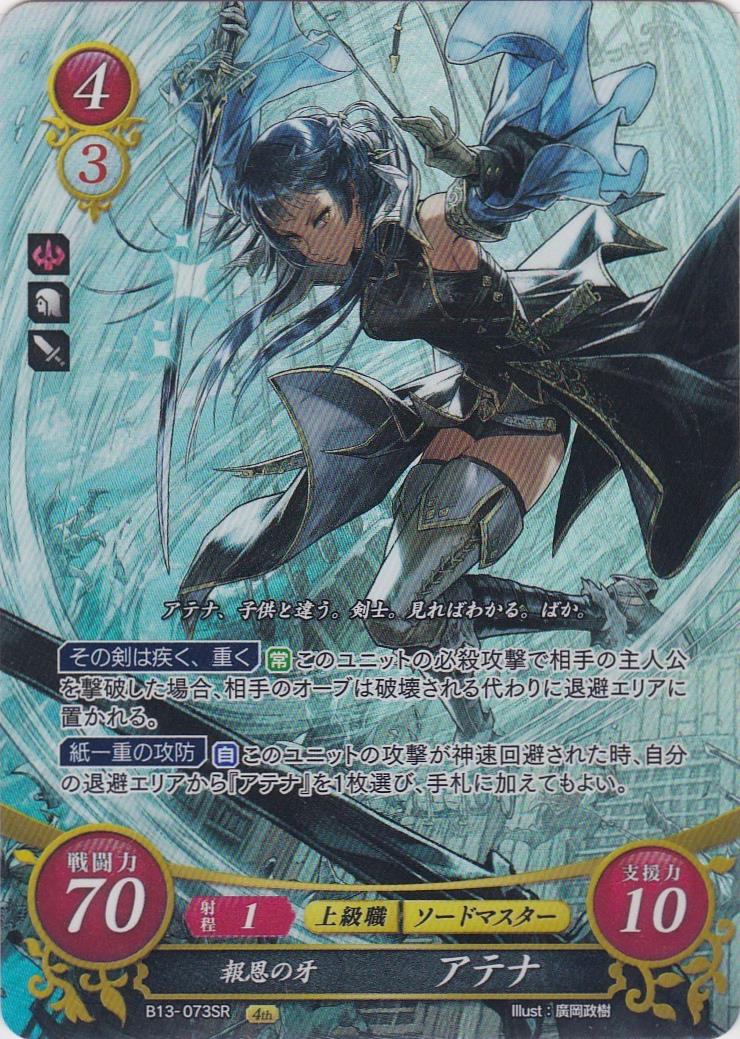 4
3
アテナ、子供と違う。剣士。見ればわかる。ばか。
その剣は疾く、重く 常 このユニットの必殺攻撃で相手の主人公
を撃破した場合、相手のオーブは破壊される代わりに退避エリアに
置かれる。
紙一重の攻防 自 このユニットの攻撃が神速回避された時、自分
の退避エリアから『アテナ』を1枚選び、手札に加えてもよい。
戦闘力
70
射程 1
上級職 ソードマスター
支援力
10
報恩の牙 アテナ
B13-073SR 4th Illust：廣岡政樹